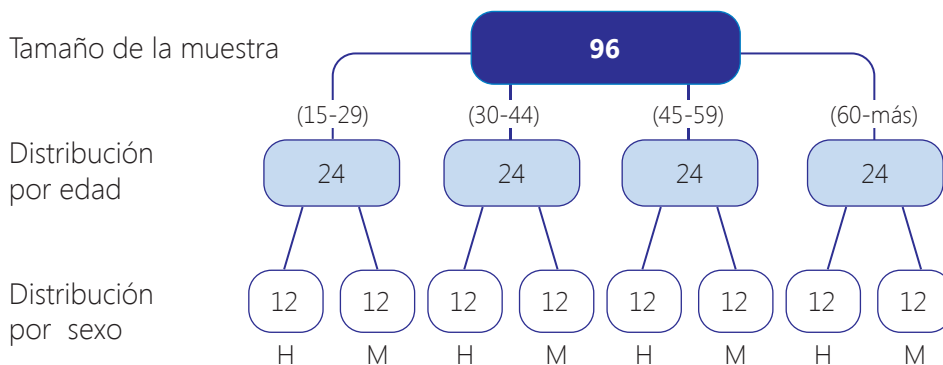 Tamaño de la muestra
96
(15-29) (30-44) (45-59) (60-más)
Distribución
por edad
24 24 24 24
Distribución
por sexo
12 12 12 12 12 12 12 12
H M H M H M H M